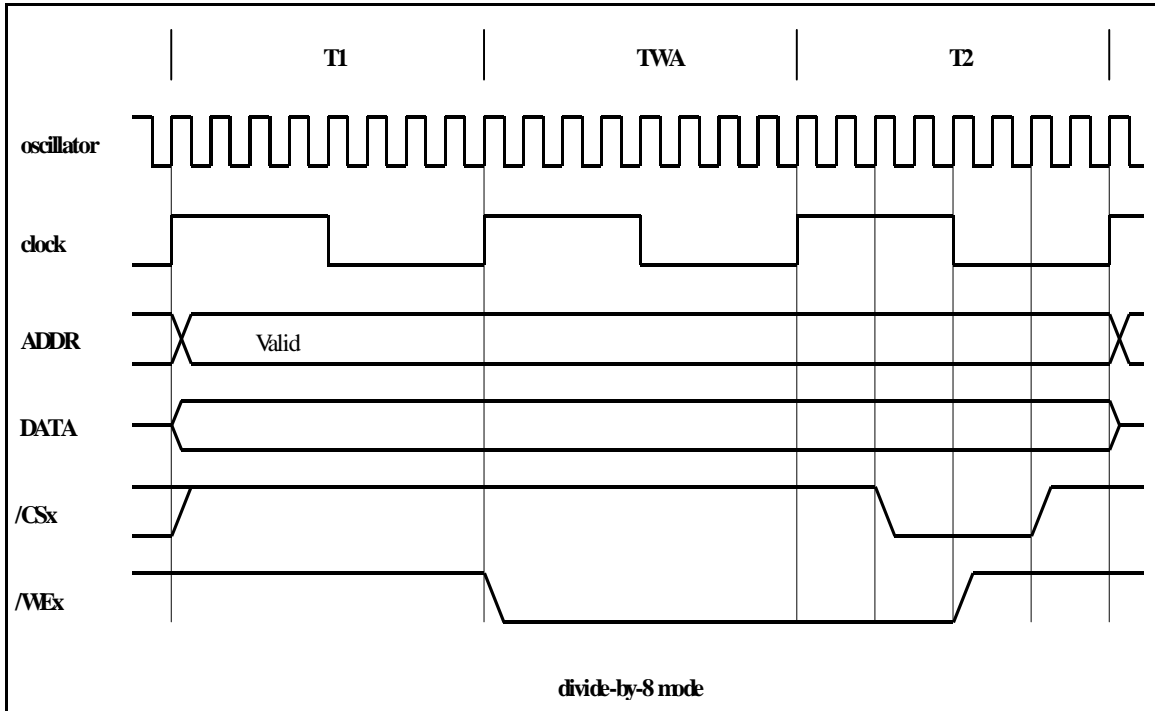 T1 TWA T2
oscillator
clock
ADDR
Valid
DATA
/CSx
/WEx
divide-by-8 mode